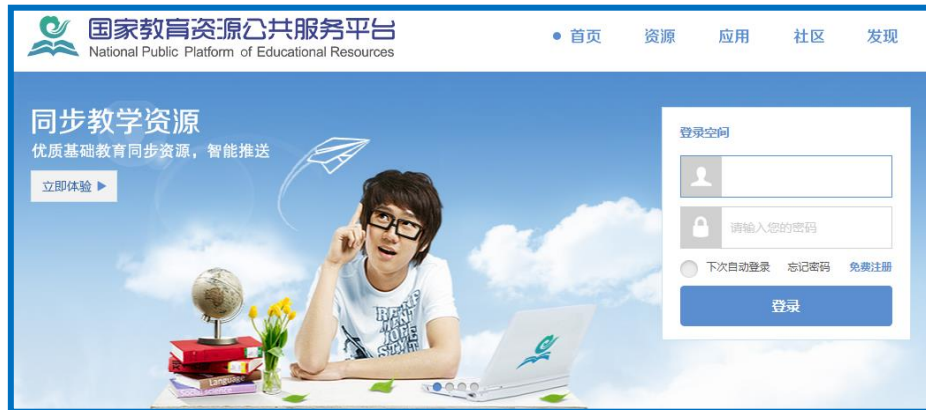 国家教育资源公共服务平台
National Public Platform of Educational Resources
首页 资源 应用 社区 发现
同步教学资源
优质基础教育同步资源，智能推送
立即体验
登录空间
请输入您的密码
下次自动登录 忘记密码 免费注册
登录
Language